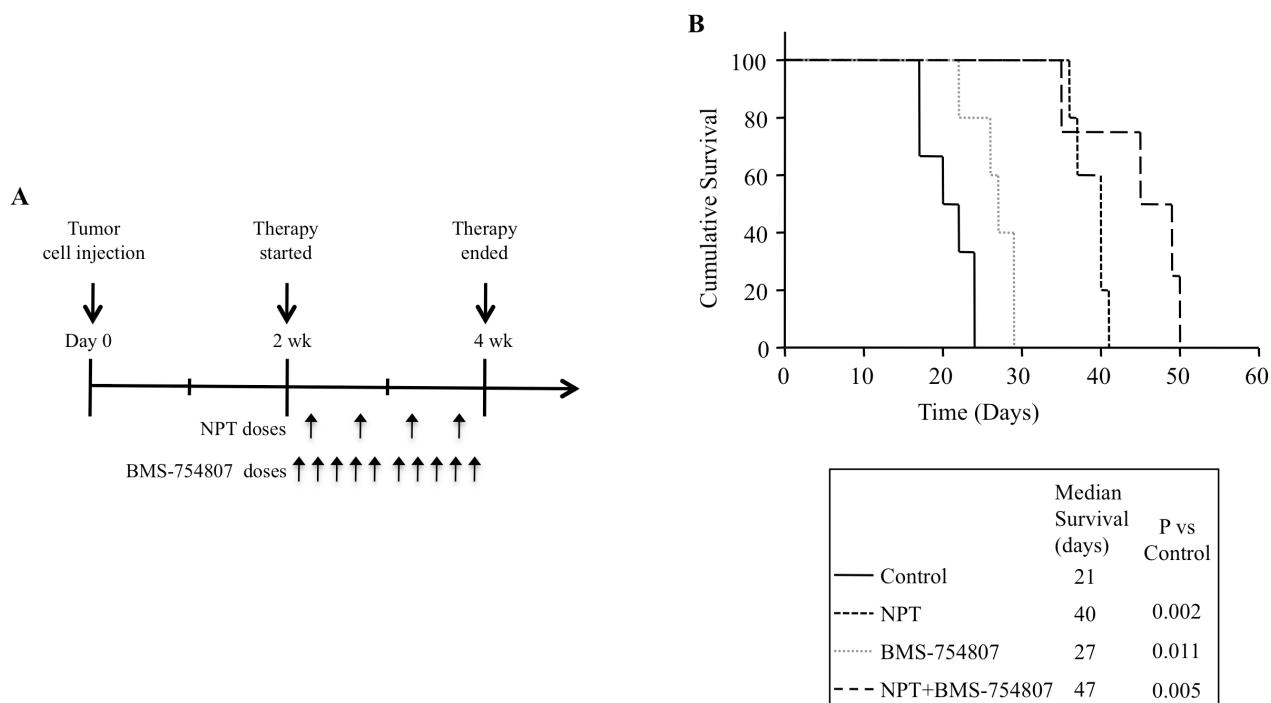 A
Tumor
cell injection
Therapy
started
Therapy
ended
Day 0
2 wk
4 wk
NPT doses
BMS-754807 doses
B
Cumulative Survival
100
80
60
40
20
0
0 10 20 30 40 50 60
Time (Days)
Median
Survival
(days)
P vs
Control
Control 21
NPT 40 0.002
BMS-754807 27 0.011
NPT+BMS-754807 47 0.005